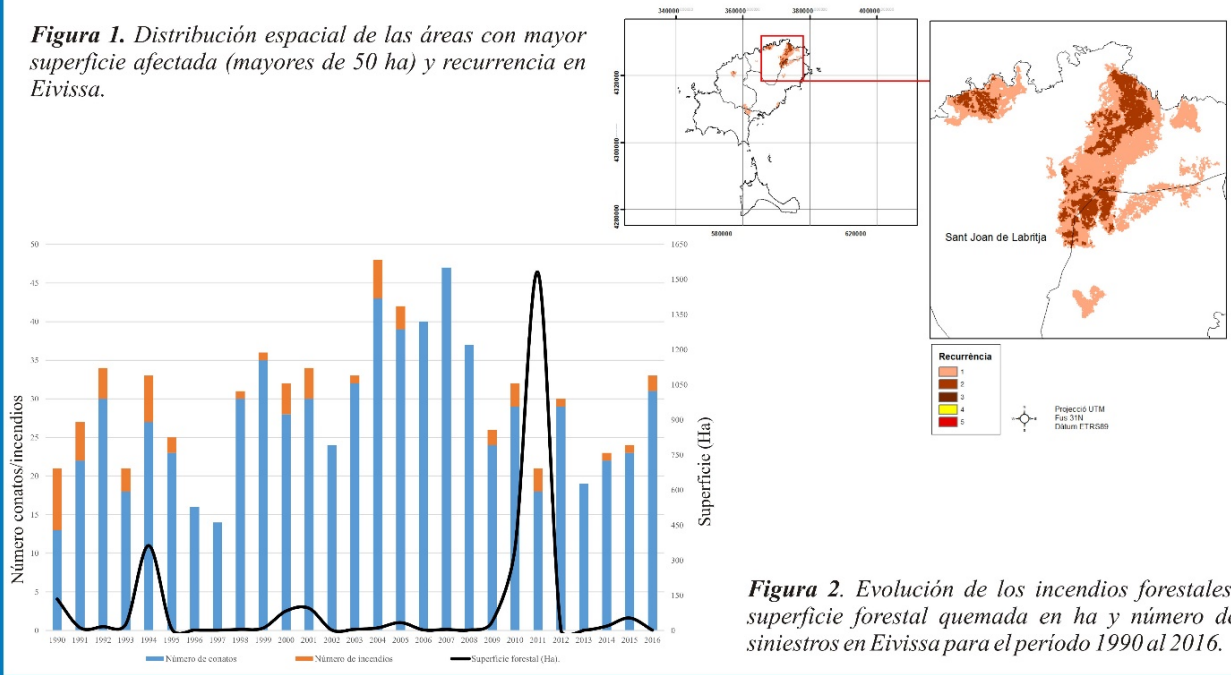 Figura 1. Distribución espacial de las áreas con mayor
superficie afectada (mayores de 50 ha) y recurrencia en
Eivissa.
340000 360000 380000 400000
4320000
4300000
4280000
580000 620000
Sant Joan de Labritja
Recurrència
1
2
3
4
5
Projecció UTM
Fus 31N
Dàtum ETRS89
Número conatos/incendios
50
45
40
35
30
25
20
15
10
5
0
1650
1500
1350
1200
1050
900
750
600
450
300
150
0
Superficie (Ha)
1990 1991 1992 1993 1994 1995 1996 1997 1998 1999 2000 2001 2002 2003 2004 2005 2006 2007 2008 2009 2010 2011 2012 2013 2014 2015 2016
Número de conatos Número de incendios Superficie forestal (Ha).
Figura 2. Evolución de los incendios forestales,
superficie forestal quemada en ha y número de
siniestros en Eivissa para el período 1990 al 2016.